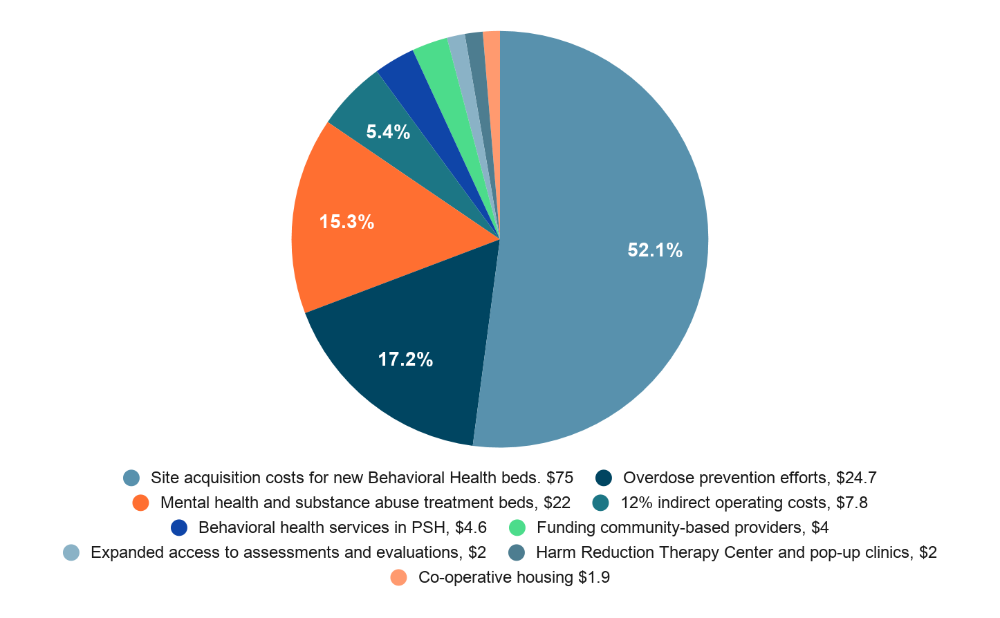 5.4%
15.3%
52.1%
17.2%
Site acquisition costs for new Behavioral Health beds. $75
Overdose prevention efforts, $24.7
Mental health and substance abuse treatment beds, $22
12% indirect operating costs, $7.8
Behavioral health services in PSH, $4.6
Funding community-based providers, $4
Expanded access to assessments and evaluations, $2
Harm Reduction Therapy Center and pop-up clinics, $2
Co-operative housing $1.9